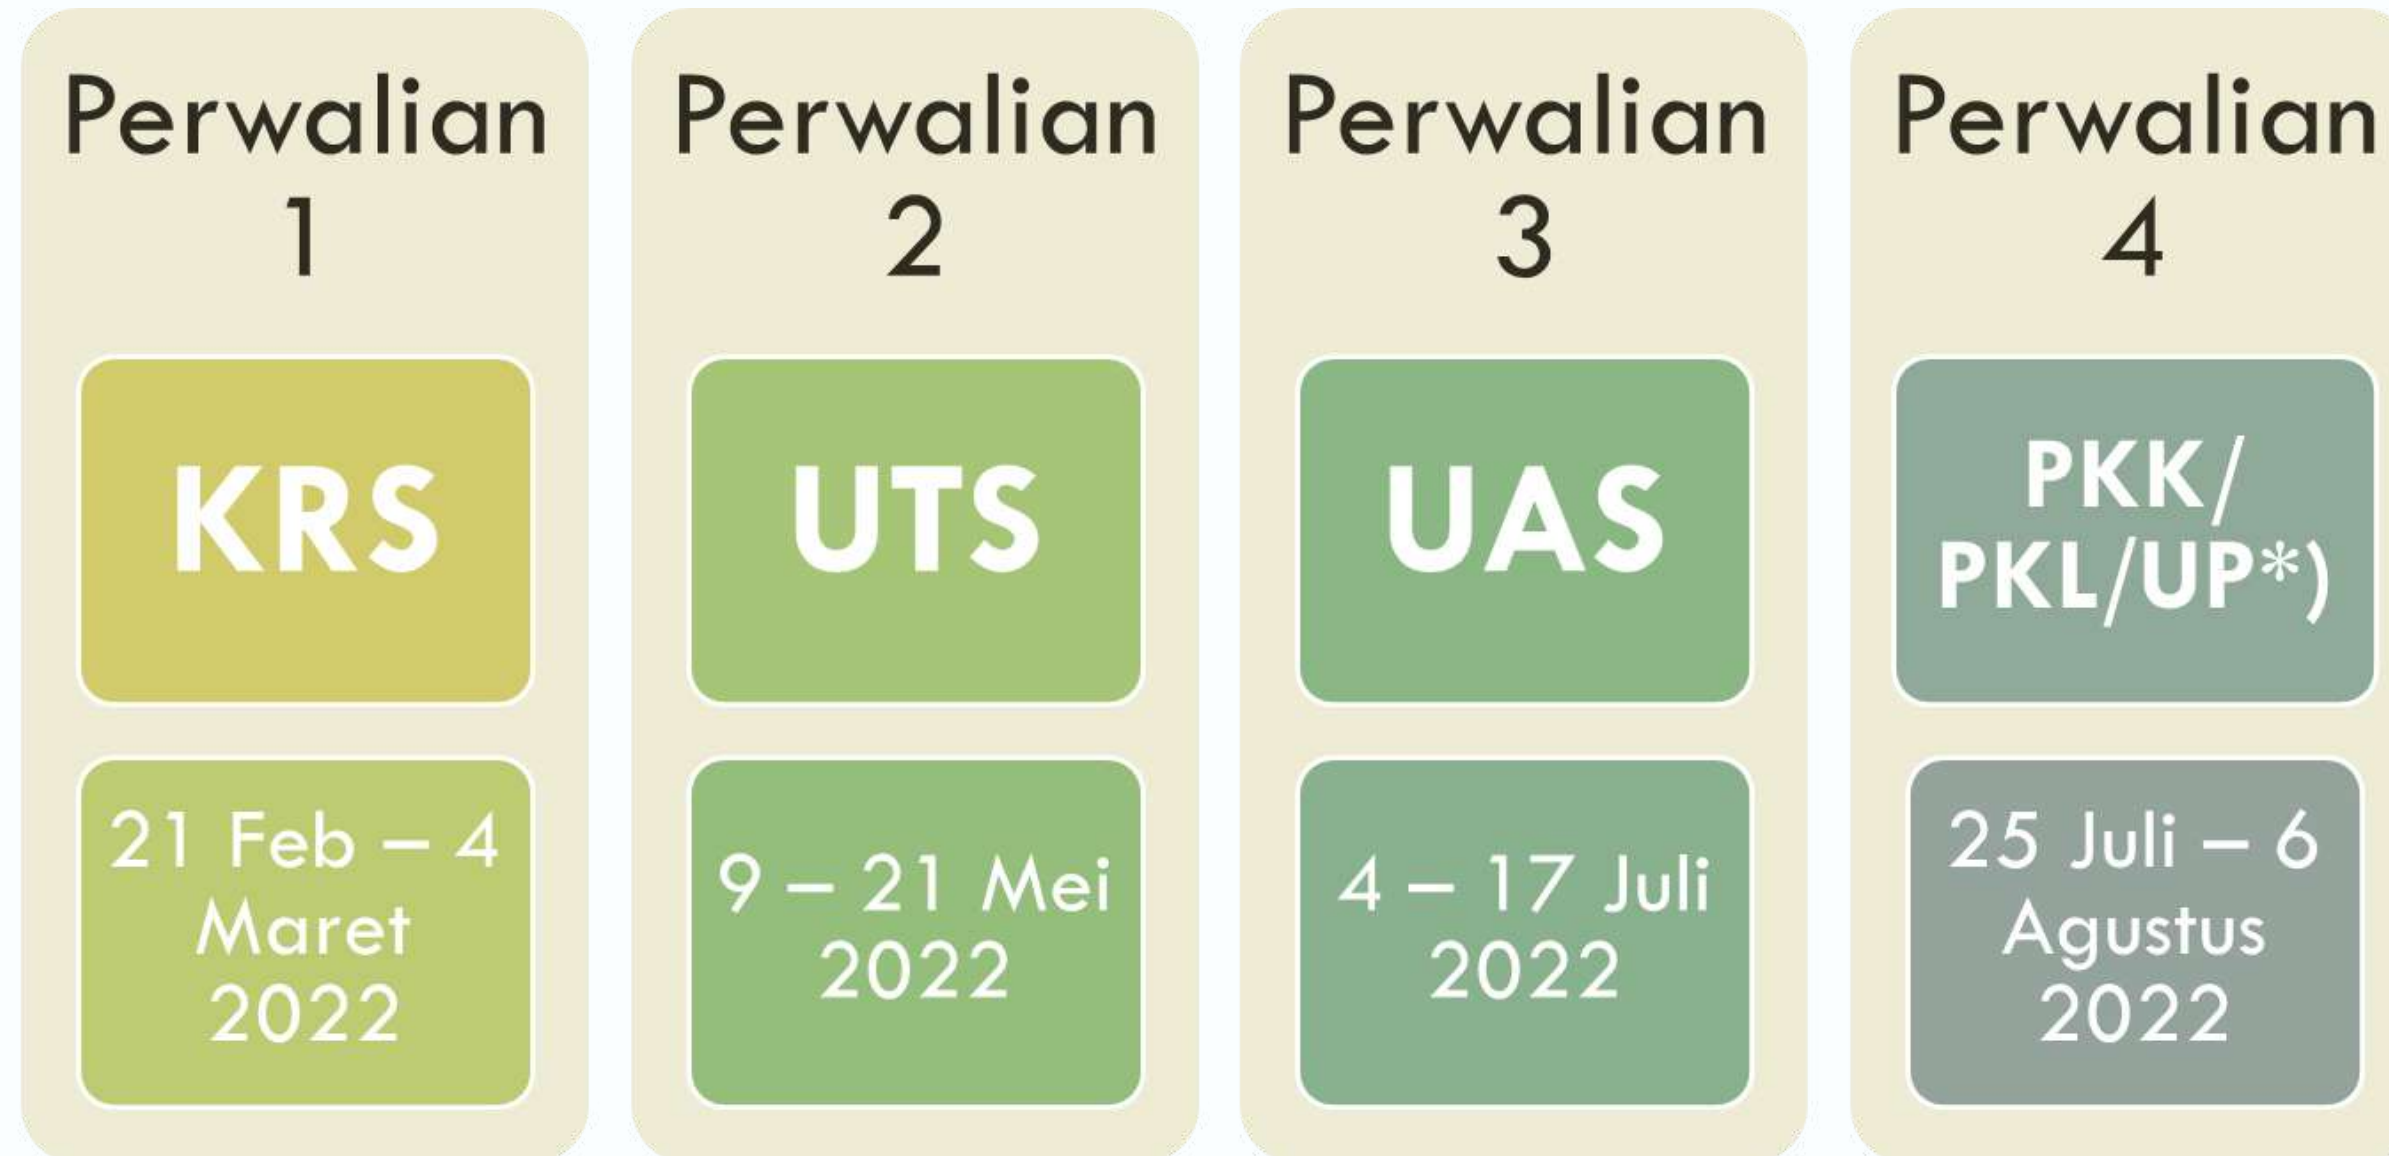 Perwalian
1
KRS
21 Feb – 4
Maret
2022
Perwalian
2
UTS
9 – 21 Mei
2022
Perwalian
3
UAS
4 – 17 Juli
2022
Perwalian
4
PKK/
PKL/UP*)
25 Juli – 6
Agustus
2022